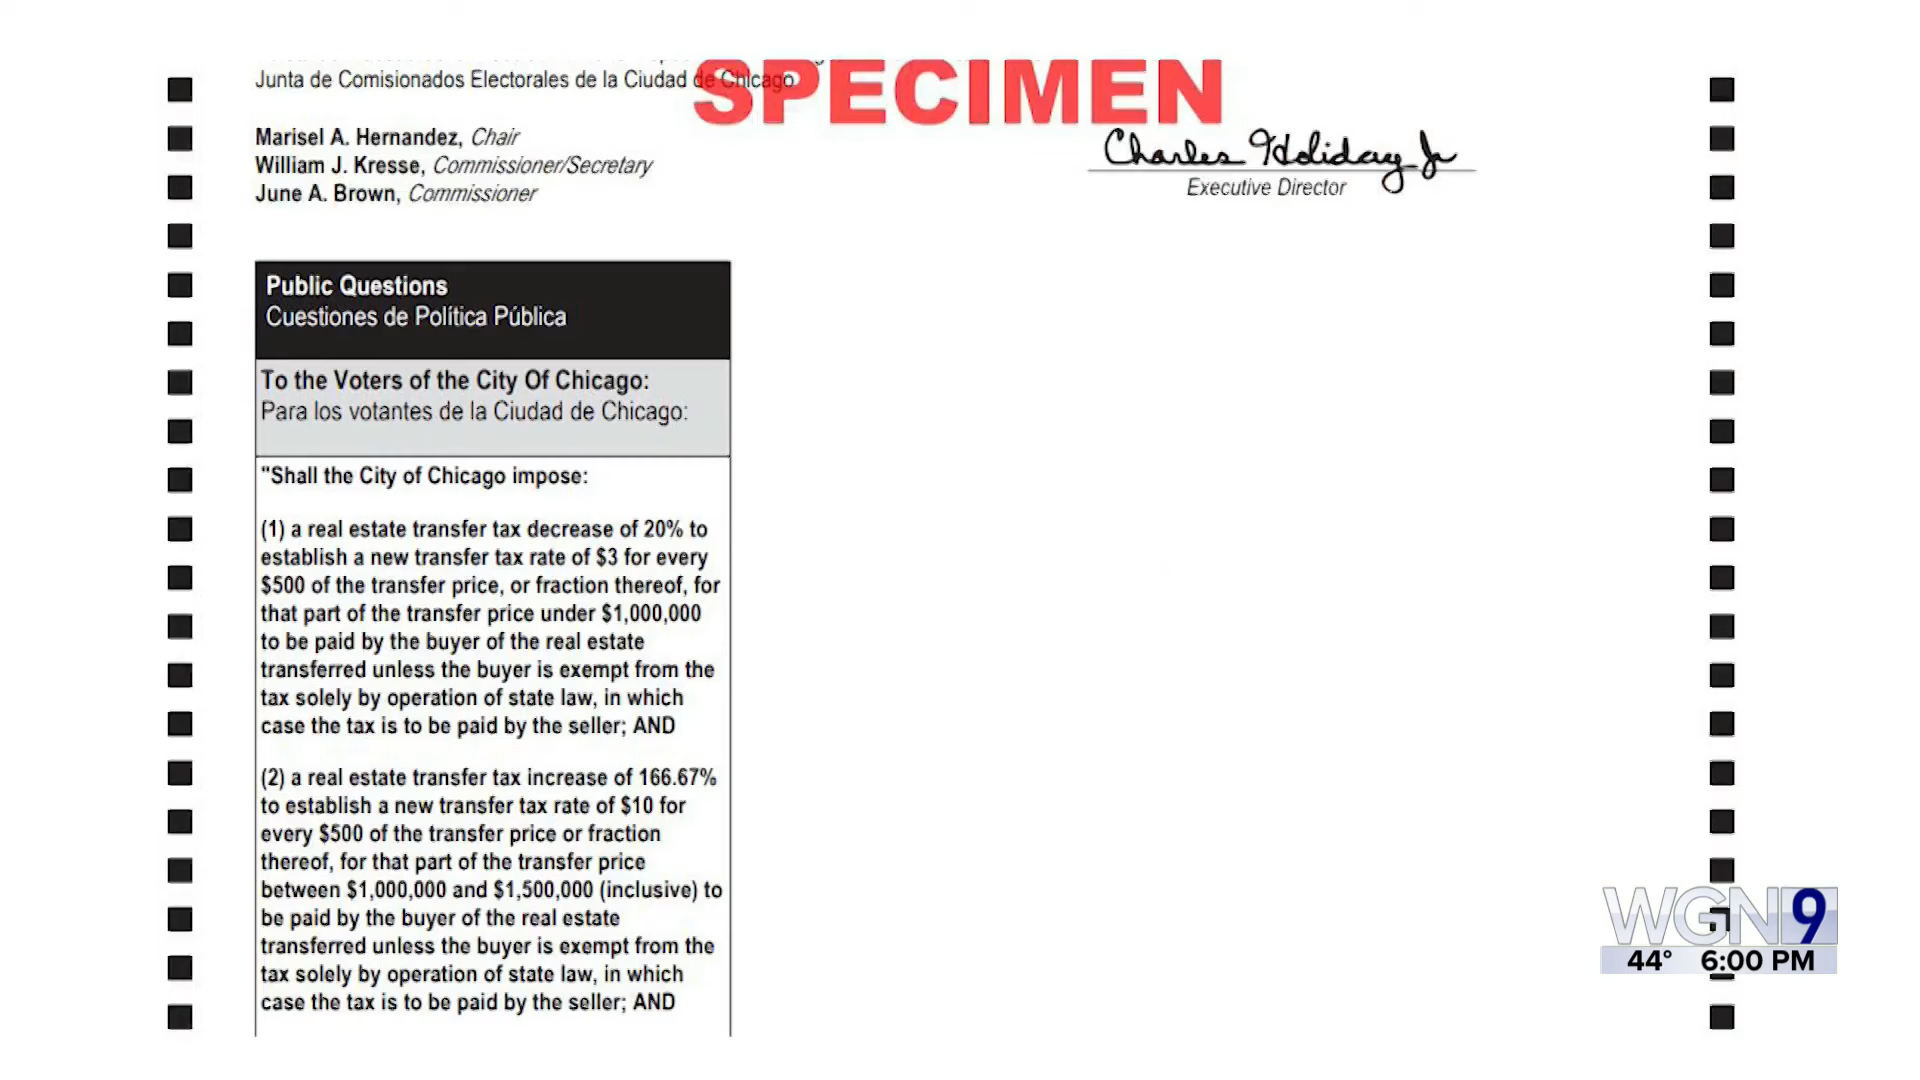 SPECIMEN
Junta de Comisionados Electorales de la Ciudad de Chicago
Marisel A. Hernandez, Chair
William J. Kresse, Commissioner/Secretary
June A. Brown, Commissioner
Charles Holiday Jr
Executive Director
Public Questions
Cuestiones de Política Pública
To the Voters of the City Of Chicago:
Para los votantes de la Ciudad de Chicago:
"Shall the City of Chicago impose:
(1) a real estate transfer tax decrease of 20% to
establish a new transfer tax rate of $3 for every
$500 of the transfer price, or fraction thereof, for
that part of the transfer price under $1,000,000
to be paid by the buyer of the real estate
transferred unless the buyer is exempt from the
tax solely by operation of state law, in which
case the tax is to be paid by the seller; AND
(2) a real estate transfer tax increase of 166.67%
to establish a new transfer tax rate of $10 for
every $500 of the transfer price or fraction
thereof, for that part of the transfer price
between $1,000,000 and $1,500,000 (inclusive) to
be paid by the buyer of the real estate
transferred unless the buyer is exempt from the
tax solely by operation of state law, in which
case the tax is to be paid by the seller; AND
WGN9
44° 6:00 PM